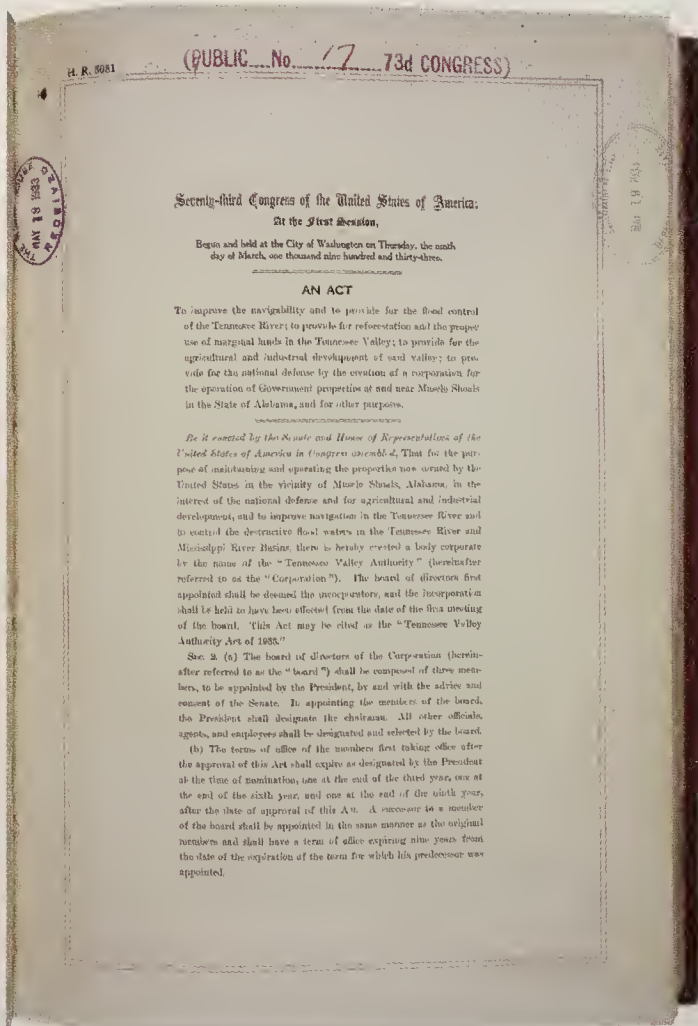 H. R. 5081
(PUBLIC No. 17 73d CONGRESS)
MAY 18 1933
Seventy-third Congress of the United States of America;
At the First Session,
Begun and held at the City of Washington on Thursday, the ninth
day of March, one thousand nine hundred and thirty-three.
AN ACT
To improve the navigability and to provide for the flood control
of the Tennessee River; to provide for reforestation and the proper
use of marginal lands in the Tennessee Valley; to provide for the
agricultural and industrial development of said valley; to pro-
vide for the national defense by the creation of a corporation for
the operation of Government properties at and near Muscle Shoals
in the State of Alabama, and for other purposes.
Be it enacted by the Senate and House of Representatives of the
United States of America in Congress assembled, That for the pur-
pose of maintaining and operating the properties now owned by the
United States in the vicinity of Muscle Shoals, Alabama, in the
interest of the national defense and for agricultural and industrial
development, and to improve navigation in the Tennessee River and
to control the destructive flood waters in the Tennessee River and
Mississippi River Basins, there is hereby created a body corporate
by the name of the "Tennessee Valley Authority" (hereinafter
referred to as the "Corporation"). The board of directors first
appointed shall be deemed the incorporators, and the incorporation
shall be held to have been effected from the date of the first meeting
of the board. This Act may be cited as the "Tennessee Valley
Authority Act of 1933."
Sec. 2. (a) The board of directors of the Corporation (herein-
after referred to as the "board") shall be composed of three mem-
bers, to be appointed by the President, by and with the advice and
consent of the Senate. In appointing the members of the board,
the President shall designate the chairman. All other officials,
agents, and employees shall be designated and selected by the board.
(b) The terms of office of the members first taking office after
the approval of this Act shall expire as designated by the President
at the time of nomination, one at the end of the third year, one at
the end of the sixth year, and one at the end of the ninth year,
after the date of approval of this Act. A successor to a member
of the board shall be appointed in the same manner as the original
members and shall have a term of office expiring nine years from
the date of the expiration of the term for which his predecessor was
appointed.